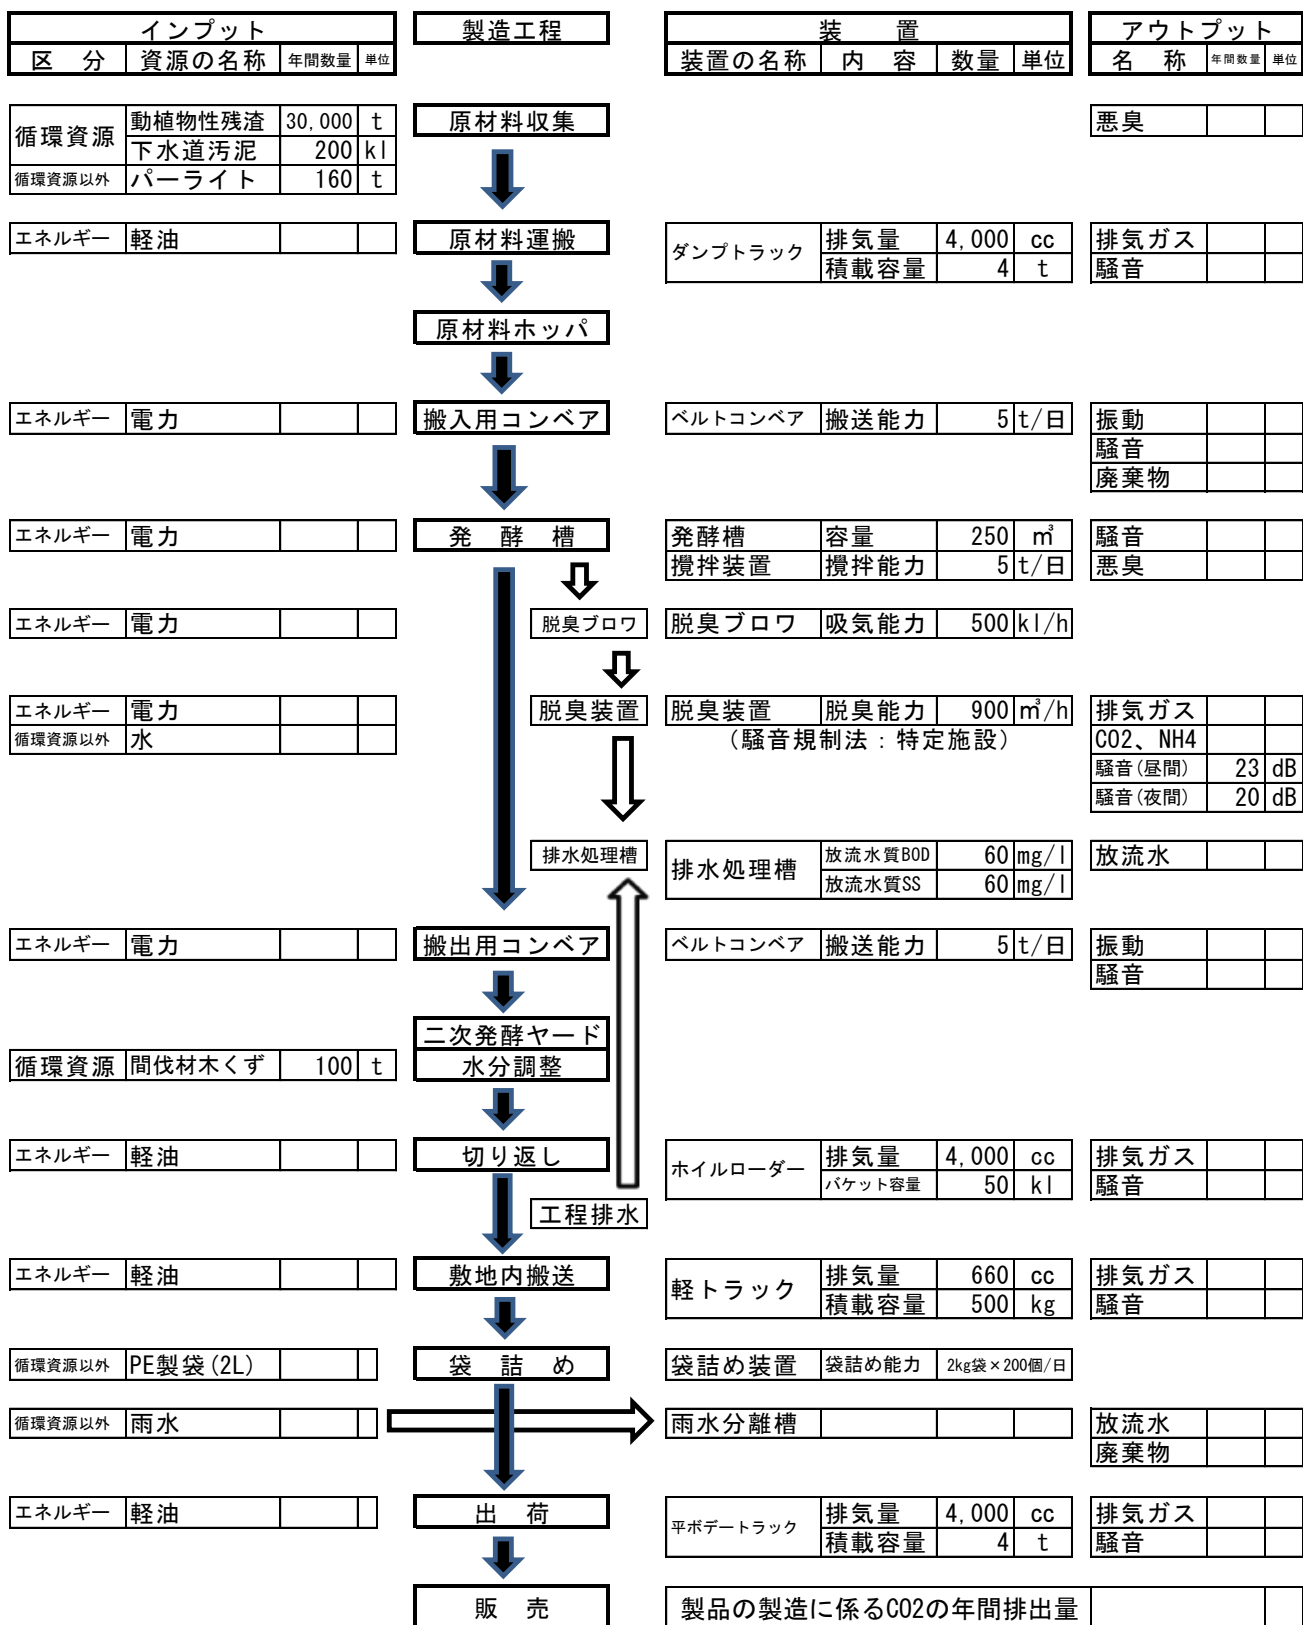 インプット 製造工程 装　置 アウトプット
区　分 資源の名称 年間数量 単位 装置の名称 内　容 数量 単位 名　称 年間数量 単位
循環資源 動植物性残渣 30,000 t 原材料収集 悪臭
下水道汚泥 200 kl
循環資源以外 パーライト 160 t
エネルギー 軽油 原材料運搬 ダンプトラック 排気量 4,000 cc 排気ガス
積載容量 4 t 騒音
原材料ホッパ
エネルギー 電力 搬入用コンベア ベルトコンベア 搬送能力 5 t/日 振動
騒音
廃棄物
エネルギー 電力 発　酵　槽 発酵槽 容量 250 ㎥ 騒音
攪拌装置 攪拌能力 5 t/日 悪臭
エネルギー 電力 脱臭ブロワ 脱臭ブロワ 吸気能力 500 kl/h
エネルギー 電力 脱臭装置 脱臭装置 脱臭能力 900 ㎥/h 排気ガス
循環資源以外 水 （騒音規制法：特定施設） CO2、NH4
騒音(昼間) 23 dB
騒音(夜間) 20 dB
排水処理槽 排水処理槽 放流水質BOD 60 mg/l 放流水
放流水質SS 60 mg/l
エネルギー 電力 搬出用コンベア ベルトコンベア 搬送能力 5 t/日 振動
騒音
二次発酵ヤード
循環資源 間伐材木くず 100 t 水分調整
エネルギー 軽油 切り返し ホイルローダー 排気量 4,000 cc 排気ガス
バケット容量 50 kl 騒音
工程排水
エネルギー 軽油 敷地内搬送 軽トラック 排気量 660 cc 排気ガス
積載容量 500 kg 騒音
循環資源以外 PE製袋(2L) 袋　詰　め 袋詰め装置 袋詰め能力 2kg袋×200個/日
循環資源以外 雨水 雨水分離槽 放流水
廃棄物
エネルギー 軽油 出　荷 平ボデートラック 排気量 4,000 cc 排気ガス
積載容量 4 t 騒音
販　売 製品の製造に係るCO2の年間排出量